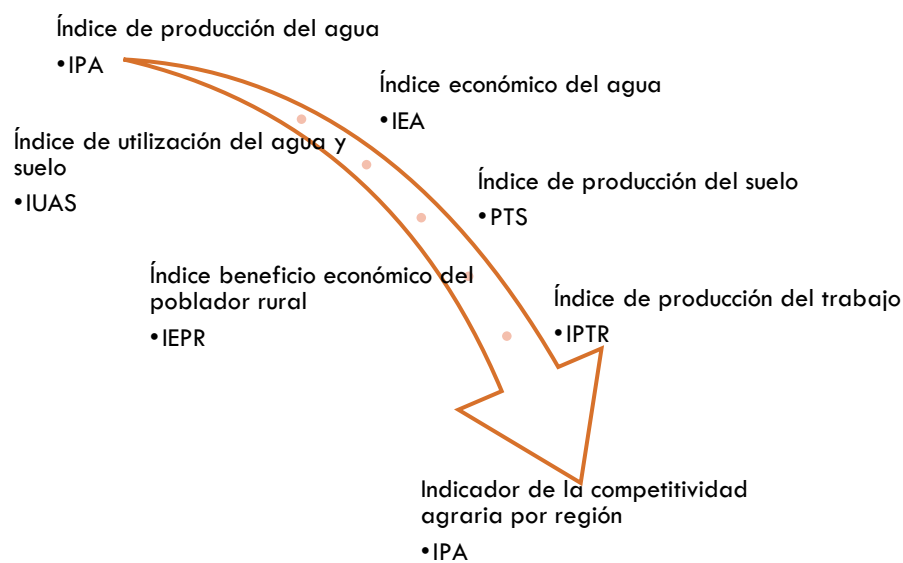 Índice de producción del agua
•IPA
Índice económico del agua
•IEA
Índice de utilización del agua y
suelo
•IUAS
Índice de producción del suelo
•PTS
Índice beneficio económico del
poblador rural
•IEPR
Índice de producción del trabajo
•IPTR
Indicador de la competitividad
agraria por región
•IPA